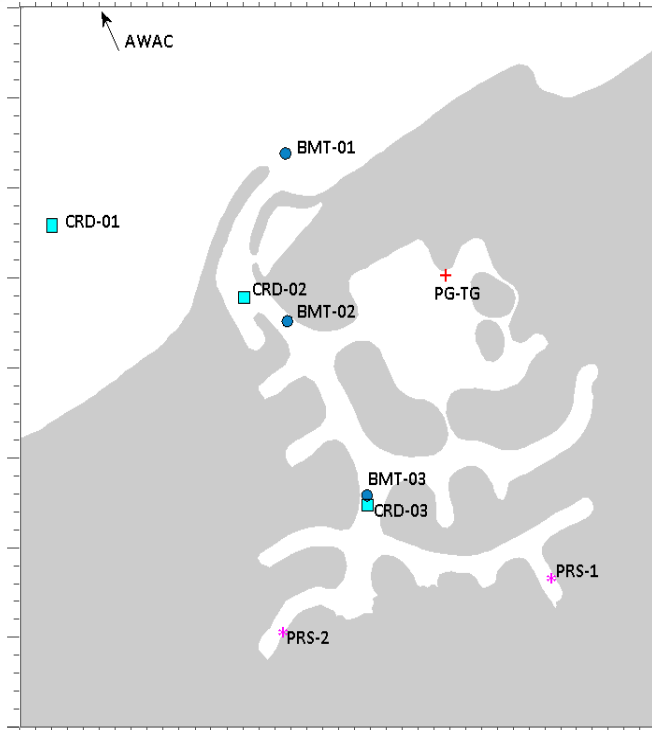 AWAC
BMT-01
CRD-01
CRD-02
PG-TG
BMT-02
BMT-03
CRD-03
PRS-1
PRS-2